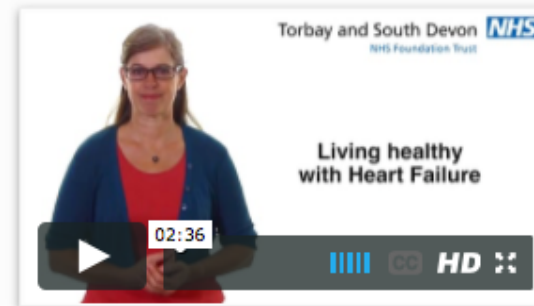 Torbay and South Devon NHS
NHS Foundation Trust
Living healthy
with Heart Failure
02:36
CC HD